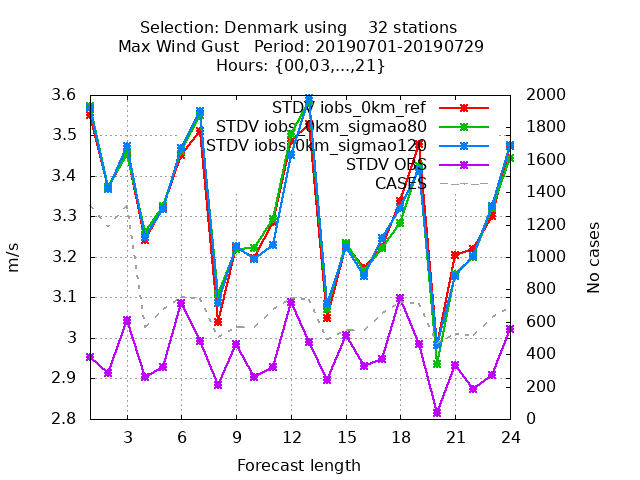 Selection: Denmark using    32 stations
Max Wind Gust   Period: 20190701-20190729
Hours: {00,03,...,21}
STDV iobs_0km_ref
STDV iobs_0km_sigmao80
STDV iobs_0km_sigmao120
STDV OBS
CASES
3.6
3.5
3.4
3.3
3.2
3.1
3
2.9
2.8
m/s
2000
1800
1600
1400
1200
1000
800
600
400
200
0
No cases
3 6 9 12 15 18 21 24
Forecast length